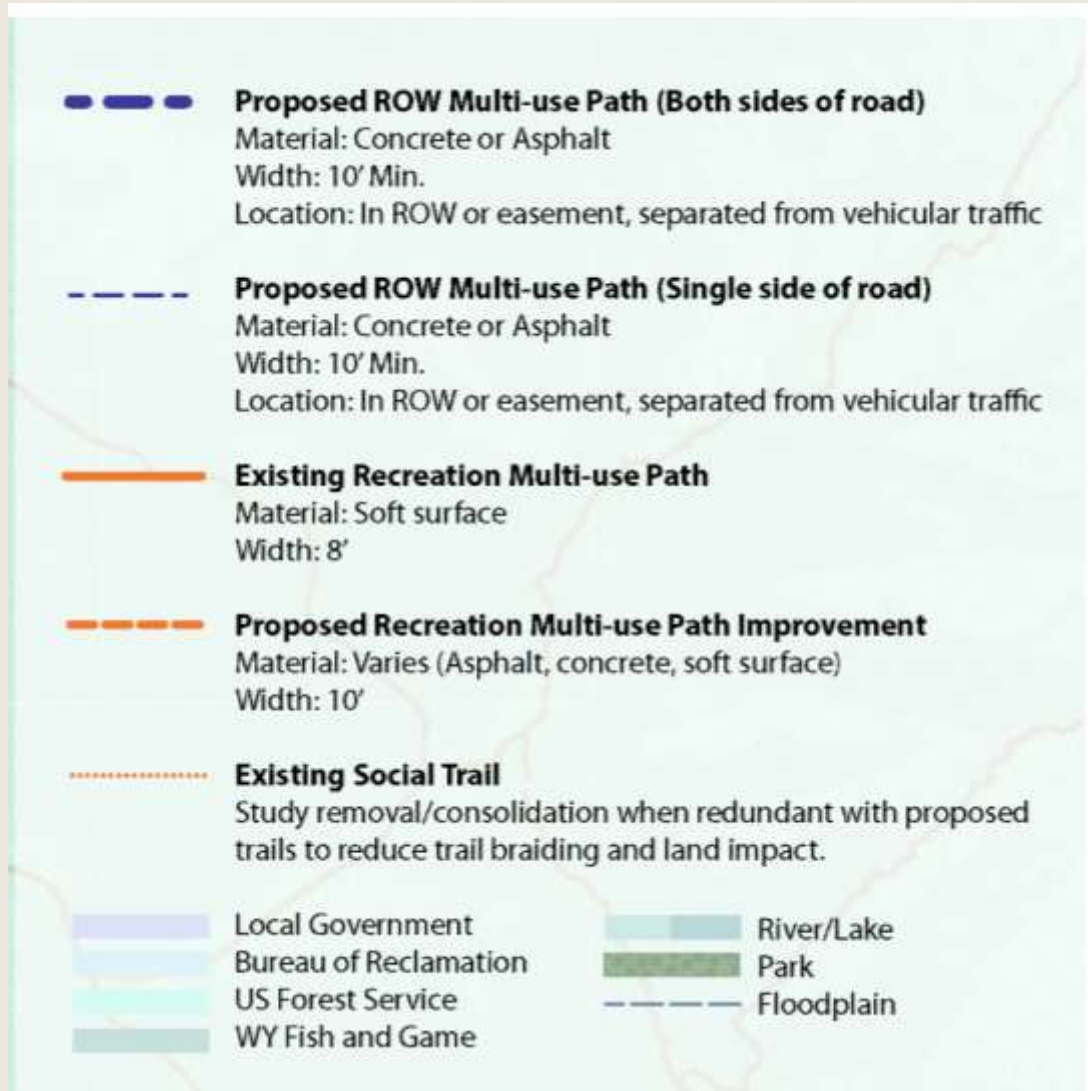 Proposed ROW Multi-use Path (Both sides of road)
Material: Concrete or Asphalt
Width: 10’ Min.
Location: In ROW or easement, separated from vehicular traffic
Proposed ROW Multi-use Path (Single side of road)
Material: Concrete or Asphalt
Width: 10’ Min.
Location: In ROW or easement, separated from vehicular traffic
Existing Recreation Multi-use Path
Material: Soft surface
Width: 8’
Proposed Recreation Multi-use Path Improvement
Material: Varies (Asphalt, concrete, soft surface)
Width: 10’
Existing Social Trail
Study removal/consolidation when redundant with proposed
trails to reduce trail braiding and land impact.
Local Government
Bureau of Reclamation
US Forest Service
WY Fish and Game
River/Lake
Park
Floodplain